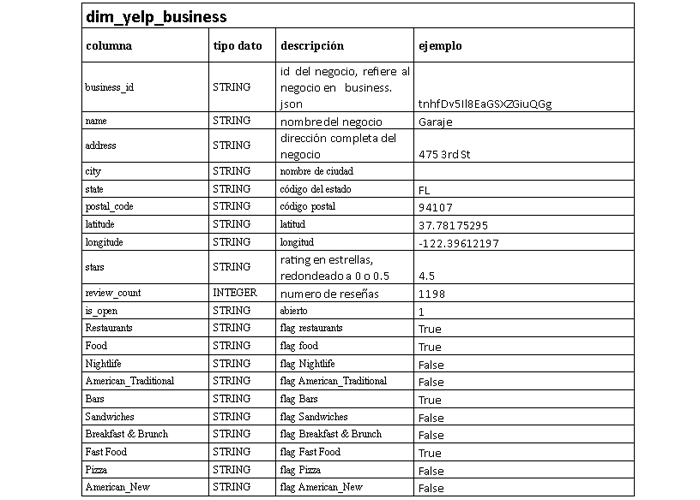 dim_yelp_business
columna tipo dato descripción ejemplo
business_id STRING id del negocio, refiere al negocio en business. json tnhfDv5Il8EaGSXZGiuQGg
name STRING nombre del negocio Garaje
address STRING dirección completa del negocio 475 3rd St
city STRING nombre de ciudad
state STRING código del estado FL
postal_code STRING código postal 94107
latitude STRING latitud 37.78175295
longitude STRING longitud -122.39612197
stars STRING rating en estrellas, redondeado a 0 o 0.5 4.5
review_count INTEGER numero de reseñas 1198
is_open STRING abierto 1
Restaurants STRING flag restaurants True
Food STRING flag food True
Nightlife STRING flag Nightlife False
American_Traditional STRING flag American_Traditional False
Bars STRING flag Bars True
Sandwiches STRING flag Sandwiches False
Breakfast & Brunch STRING flag Breakfast & Brunch False
Fast Food STRING flag Fast Food True
Pizza STRING flag Pizza False
American_New STRING flag American_New False